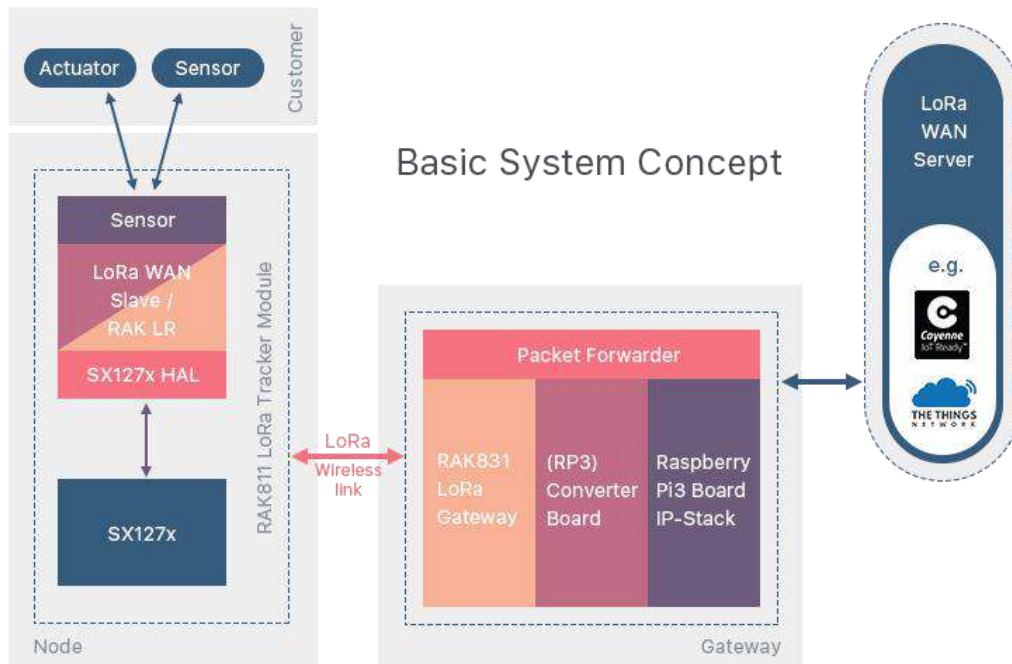 Actuator
Sensor
Customer
Basic System Concept
Sensor
LoRa WAN
Slave /
RAK LR
SX127x HAL
SX127x
RAK811 LoRa Tracker Module
Node
LoRa
Wireless
link
Packet Forwarder
RAK831
LoRa
Gateway
(RP3)
Converter
Board
Raspberry
Pi3 Board
IP-Stack
Gateway
LoRa
WAN
Server
e.g.
Cayenne
IoT Ready™
THE THINGS
NETWORK